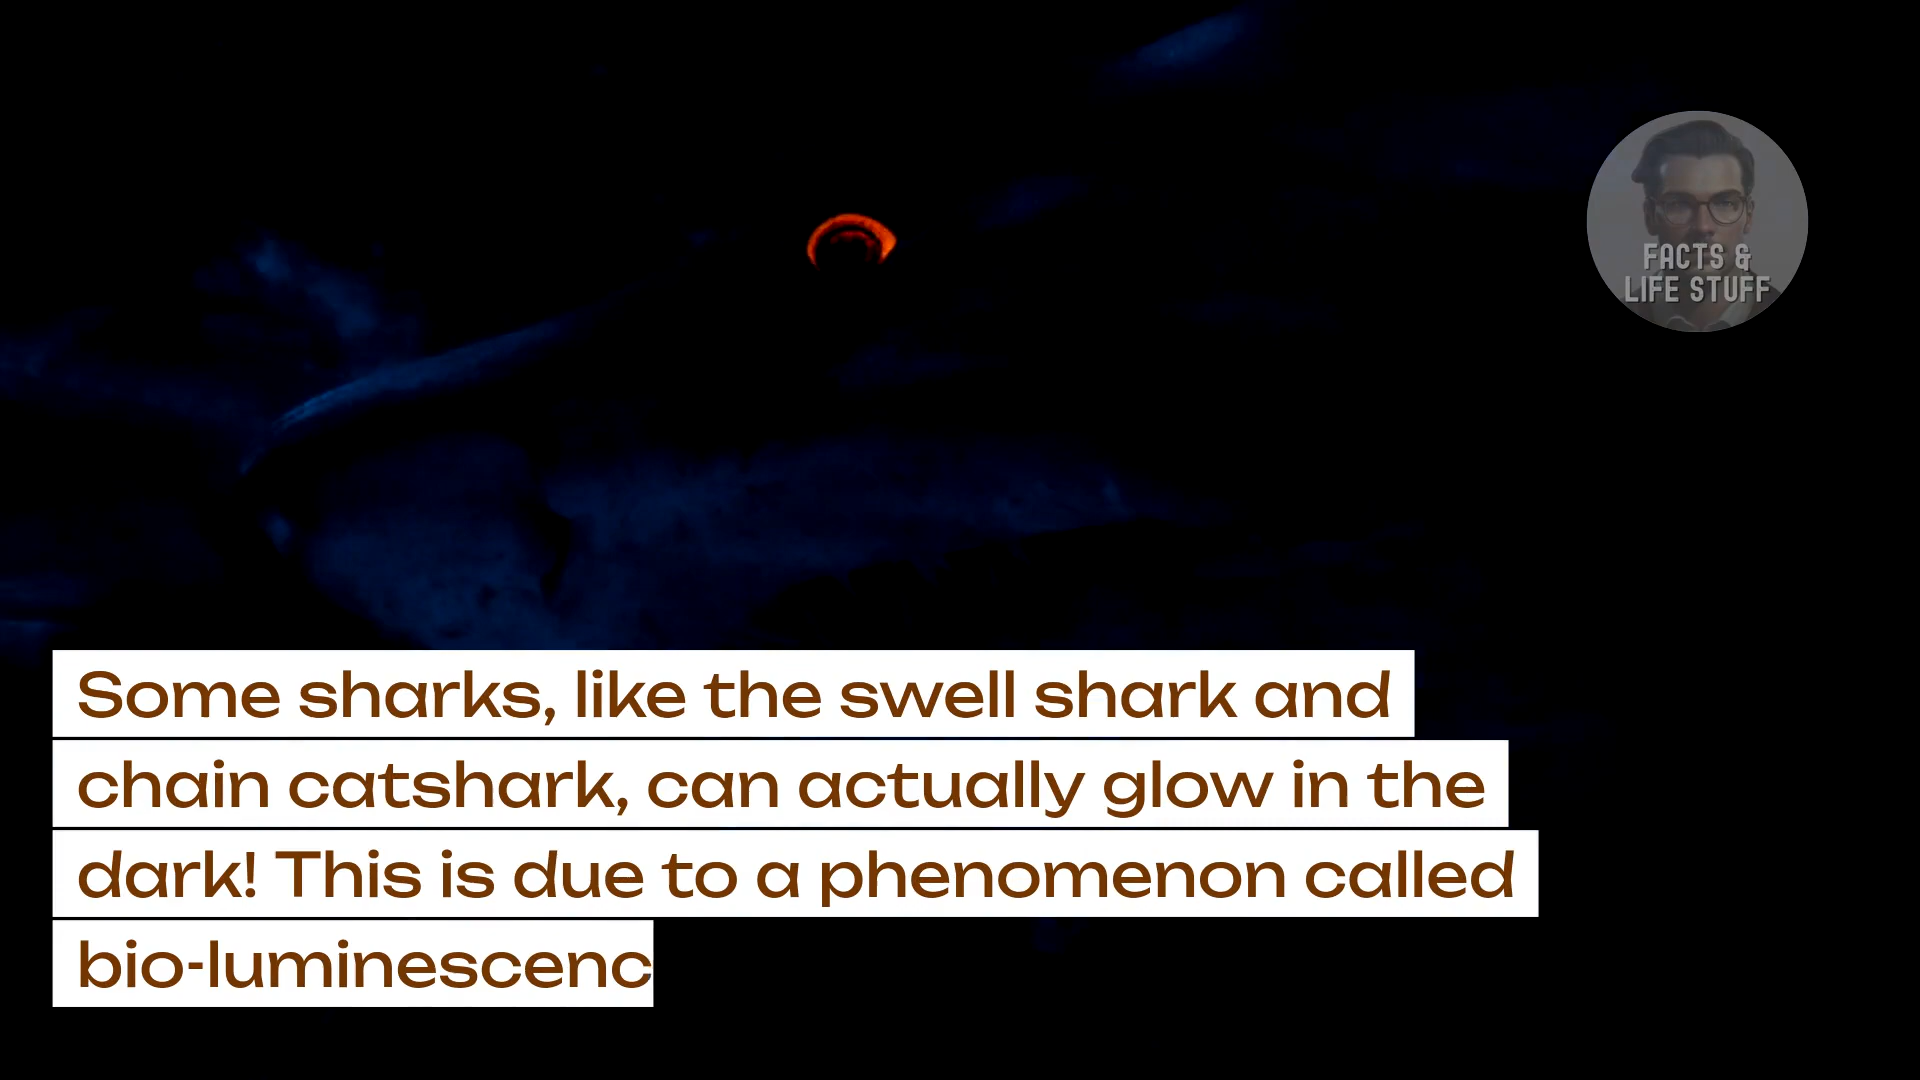 FACTS &
LIFE STUFF
Some sharks, like the swell shark and
chain catshark, can actually glow in the
dark! This is due to a phenomenon called
bio-luminescenc